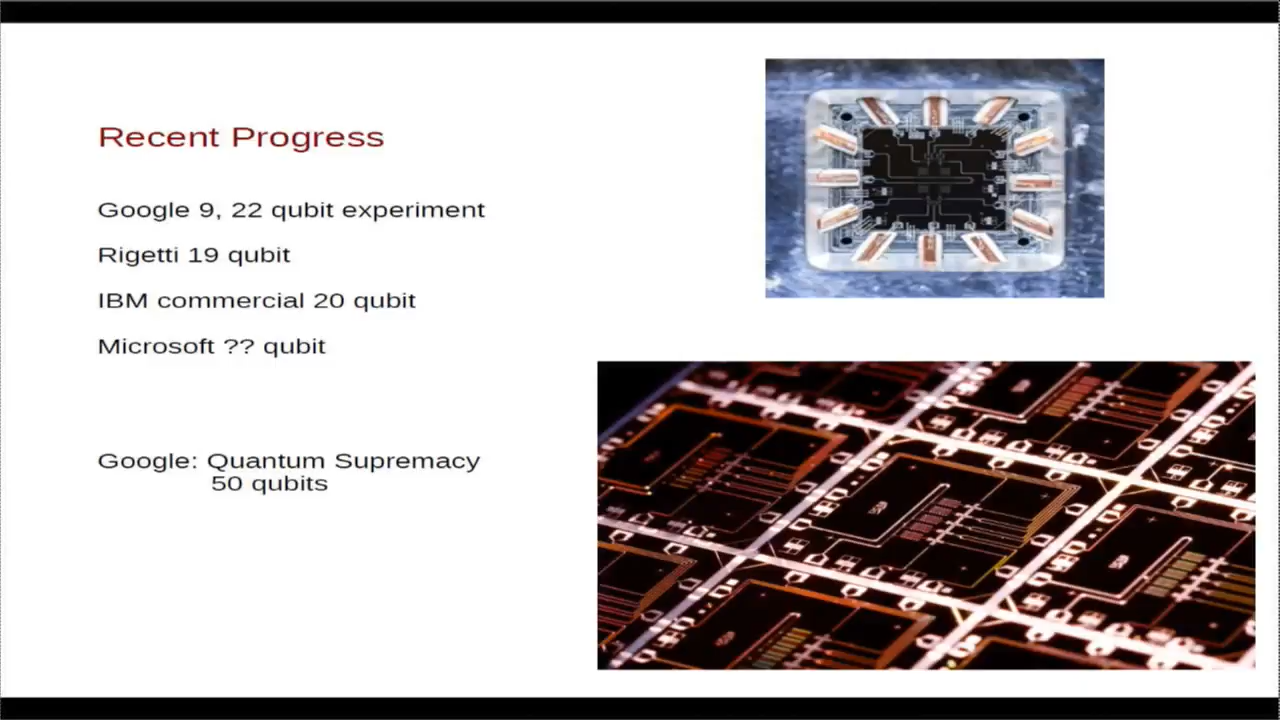 Recent Progress
Google 9, 22 qubit experiment
Rigetti 19 qubit
IBM commercial 20 qubit
Microsoft ?? qubit
Google: Quantum Supremacy
50 qubits